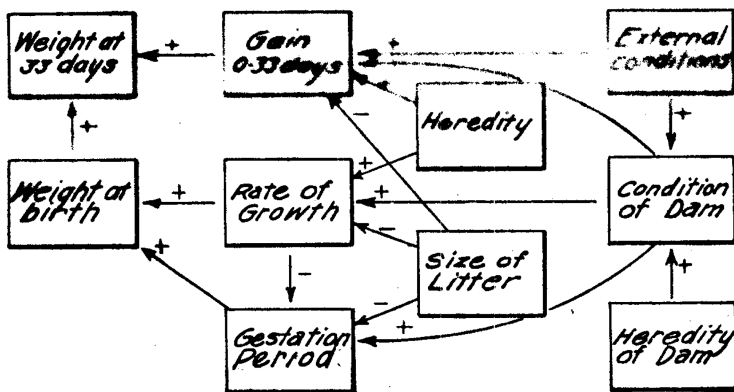 Weight at
33 days
+
Gain
0-33 days
+
External
conditions
+
+
-
Heredity
+
+
+
Weight at
birth
+
Rate of
Growth
+
+
-
Condition
of Dam
+
-
Size of
Litter
-
+
+
Gestation
Period
Heredity
of Dam